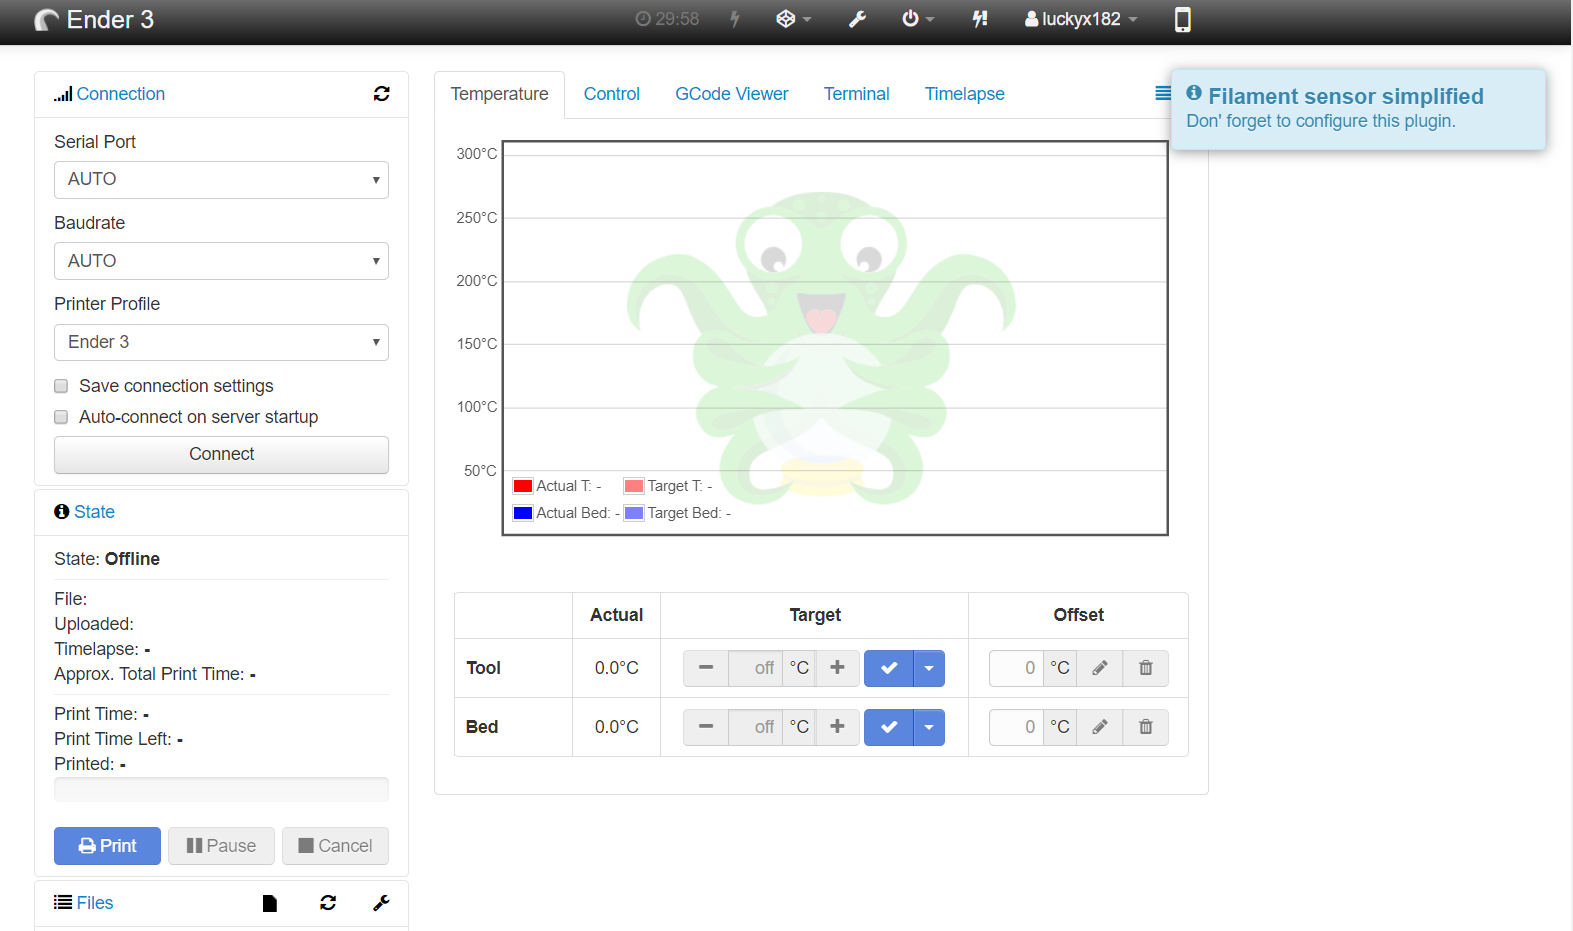 Ender 3
29:58
luckyx182
Connection
Serial Port
AUTO
Baudrate
AUTO
Printer Profile
Ender 3
Save connection settings
Auto-connect on server startup
Connect
State
State: Offline
File:
Uploaded:
Timelapse: -
Approx. Total Print Time: -
Print Time: -
Print Time Left: -
Printed: -
Print
Pause
Cancel
Files
Temperature
Control
GCode Viewer
Terminal
Timelapse
Filament sensor simplified
Don' forget to configure this plugin.
300°C
250°C
200°C
150°C
100°C
50°C
Actual T: -
Target T: -
Actual Bed: -
Target Bed: -
Actual
Target
Offset
Tool
0.0°C
off
°C
0
°C
Bed
0.0°C
off
°C
0
°C